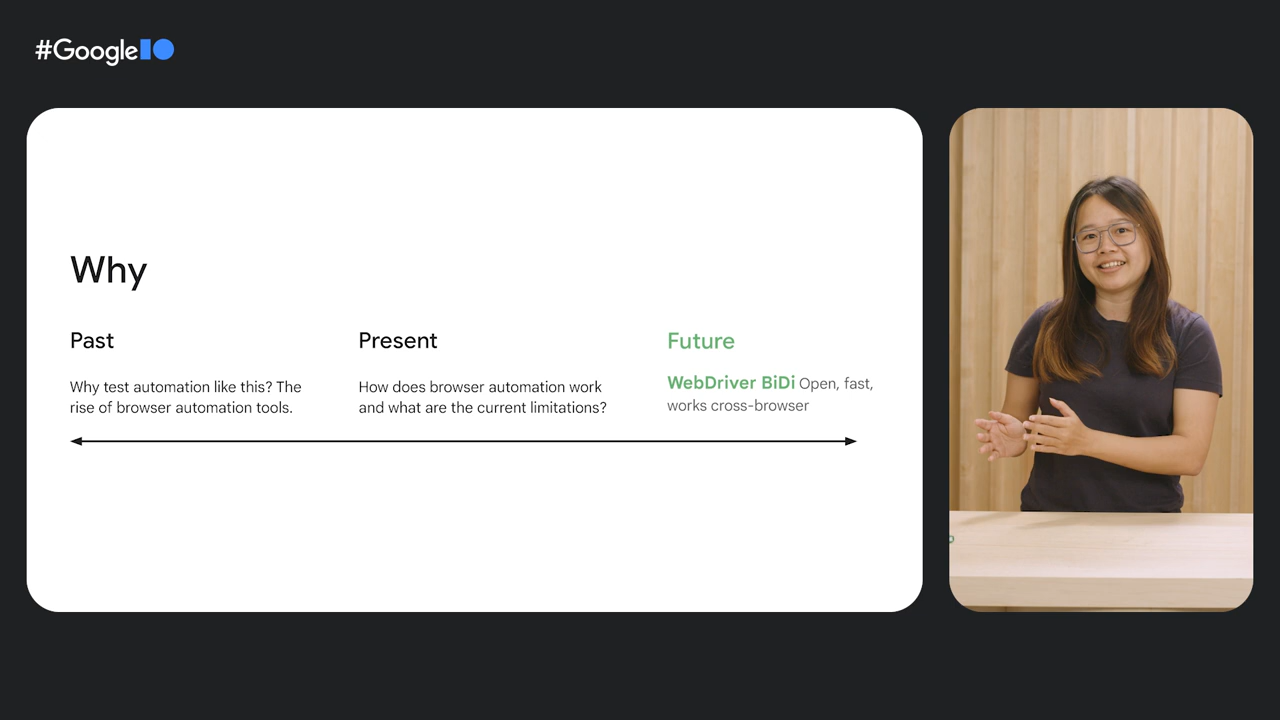 #GoogleIO
Why
Past
Why test automation like this? The
rise of browser automation tools.
Present
How does browser automation work
and what are the current limitations?
Future
WebDriver BiDi Open, fast,
works cross-browser